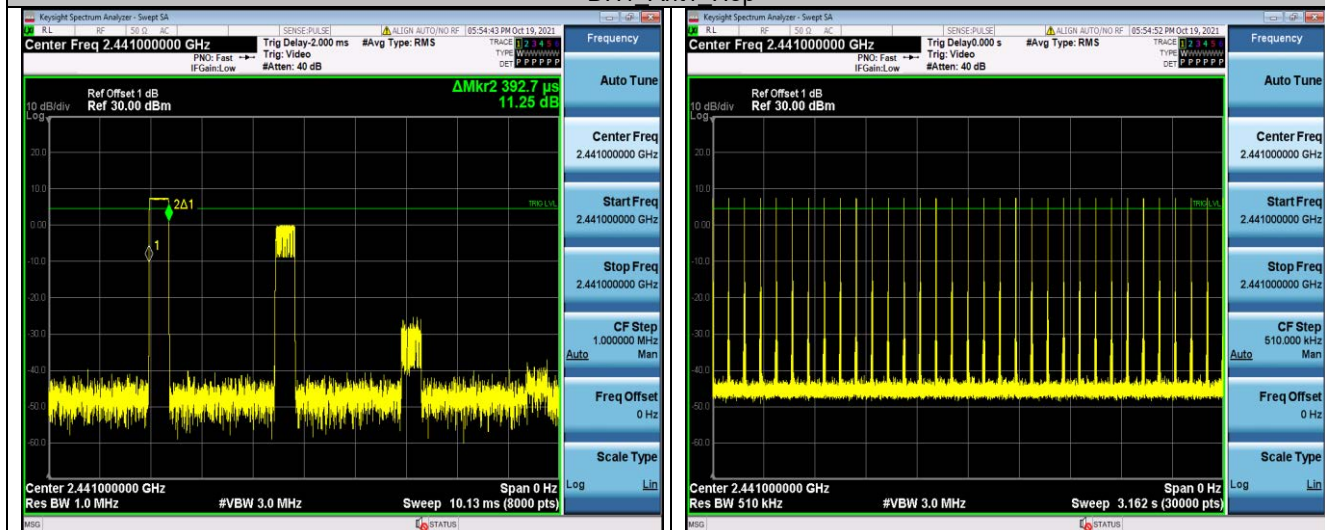 Keysight Spectrum Analyzer - Swept SA
RL RF 50 Ω AC SENSE:PULSE ALIGN AUTO/NO RF 05:54:43 PM Oct 19, 2021
Center Freq 2.441000000 GHz
PNO: Fast
IFGain:Low
Trig Delay-2.000 ms
Trig: Video
#Atten: 40 dB
#Avg Type: RMS
TRACE 1 2 3 4 5 6
TYPE WWWWWW
DET P P P P P P
Ref Offset 1 dB
10 dB/div Ref 30.00 dBm
Log
ΔMkr2 392.7 µs
11.25 dB
20.0
10.0
0.00
-10.0
-20.0
-30.0
-40.0
-50.0
-60.0
2Δ1
1
TRIG LVL
Center 2.441000000 GHz Span 0 Hz
Res BW 1.0 MHz #VBW 3.0 MHz Sweep 10.13 ms (8000 pts)
MSG STATUS
Frequency
Auto Tune
Center Freq
2.441000000 GHz
Start Freq
2.441000000 GHz
Stop Freq
2.441000000 GHz
CF Step
1.000000 MHz
Auto Man
Freq Offset
0 Hz
Scale Type
Log Lin
Keysight Spectrum Analyzer - Swept SA
RL RF 50 Ω AC SENSE:PULSE ALIGN AUTO/NO RF 05:54:52 PM Oct 19, 2021
Center Freq 2.441000000 GHz
PNO: Fast
IFGain:Low
Trig Delay0.000 s
Trig: Video
#Atten: 40 dB
#Avg Type: RMS
TRACE 1 2 3 4 5 6
TYPE WWWWWW
DET P P P P P P
Ref Offset 1 dB
10 dB/div Ref 30.00 dBm
Log
20.0
10.0
0.00
-10.0
-20.0
-30.0
-40.0
-50.0
-60.0
TRIG LVL
Center 2.441000000 GHz Span 0 Hz
Res BW 510 kHz #VBW 3.0 MHz Sweep 3.162 s (30000 pts)
MSG STATUS
Frequency
Auto Tune
Center Freq
2.441000000 GHz
Start Freq
2.441000000 GHz
Stop Freq
2.441000000 GHz
CF Step
510.000 kHz
Auto Man
Freq Offset
0 Hz
Scale Type
Log Lin